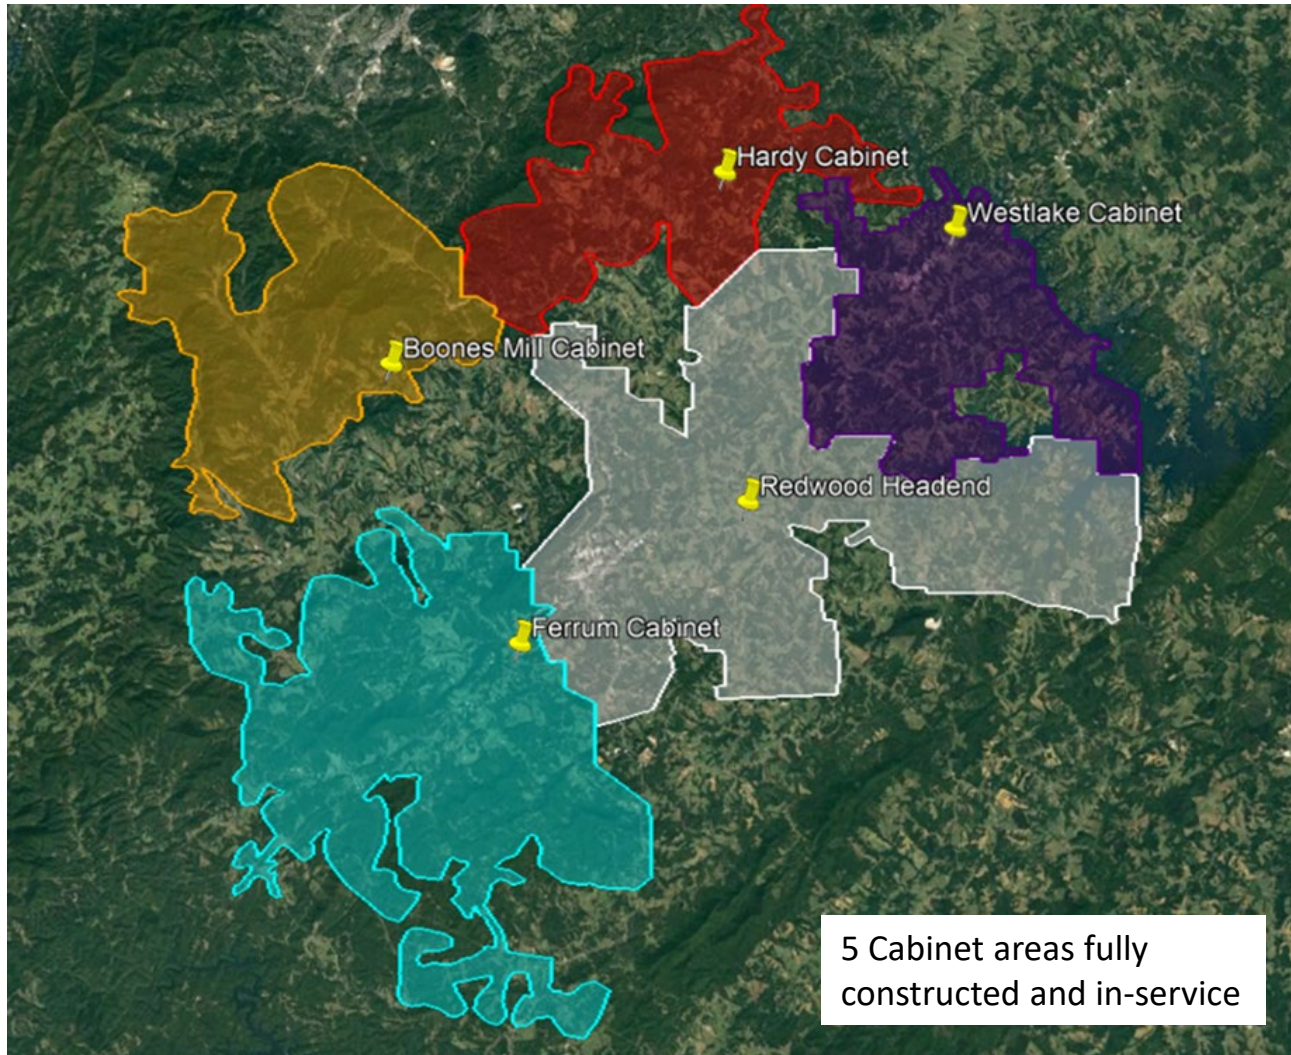 Hardy Cabinet
Westlake Cabinet
Boones Mill Cabinet
Redwood Headend
Ferrum Cabinet
5 Cabinet areas fully
constructed and in-service